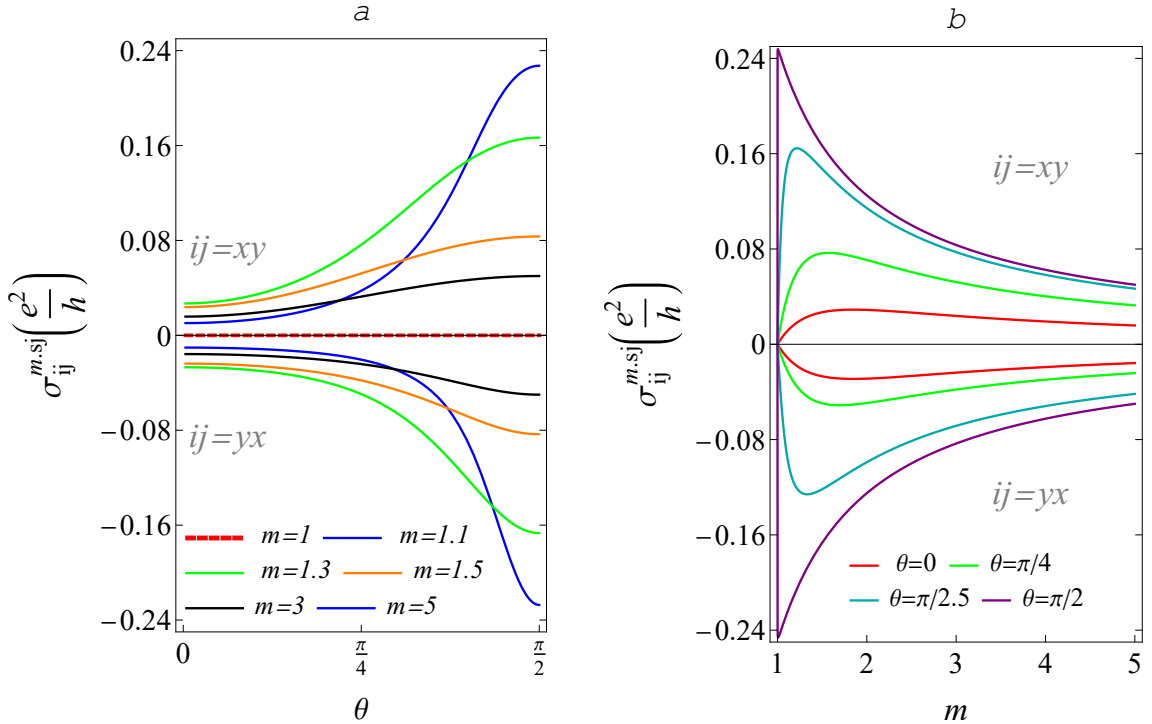 a
0.24
0.16
0.08
0
−0.08
−0.16
−0.24
σ_ij^m.sj (e²/h)
ij=xy
ij=yx
m=1 m=1.1
m=1.3 m=1.5
m=3 m=5
0 π/4 π/2
θ
b
0.24
0.16
0.08
0
−0.08
−0.16
−0.24
σ_ij^m.sj (e²/h)
ij=xy
ij=yx
θ=0 θ=π/4
θ=π/2.5 θ=π/2
1 2 3 4 5
m